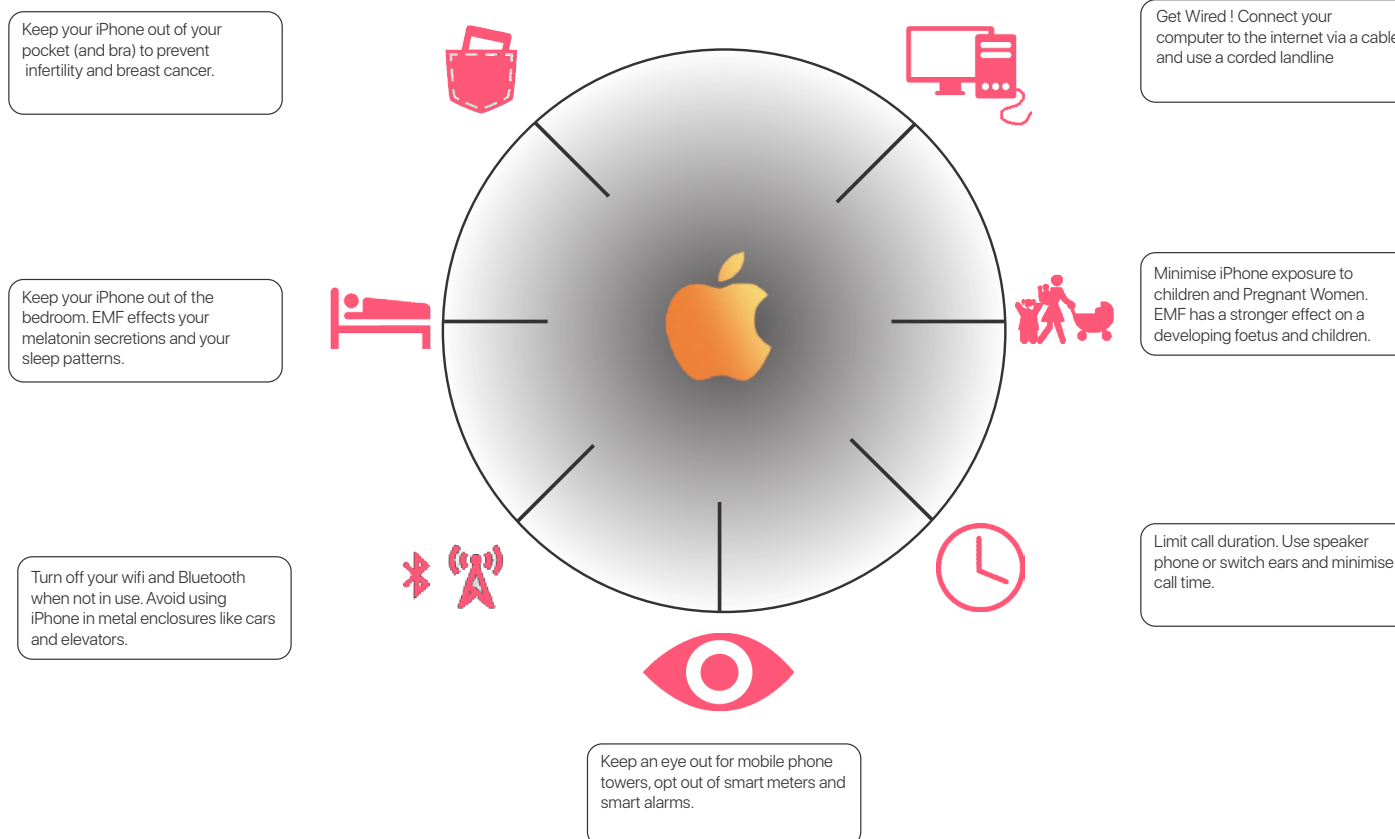 Keep your iPhone out of your
pocket (and bra) to prevent
infertility and breast cancer.
Get Wired ! Connect your
computer to the internet via a cable
and use a corded landline
Keep your iPhone out of the
bedroom. EMF effects your
melatonin secretions and your
sleep patterns.
Minimise iPhone exposure to
children and Pregnant Women.
EMF has a stronger effect on a
developing foetus and children.
Turn off your wifi and Bluetooth
when not in use. Avoid using
iPhone in metal enclosures like cars
and elevators.
Limit call duration. Use speaker
phone or switch ears and minimise
call time.
Keep an eye out for mobile phone
towers, opt out of smart meters and
smart alarms.